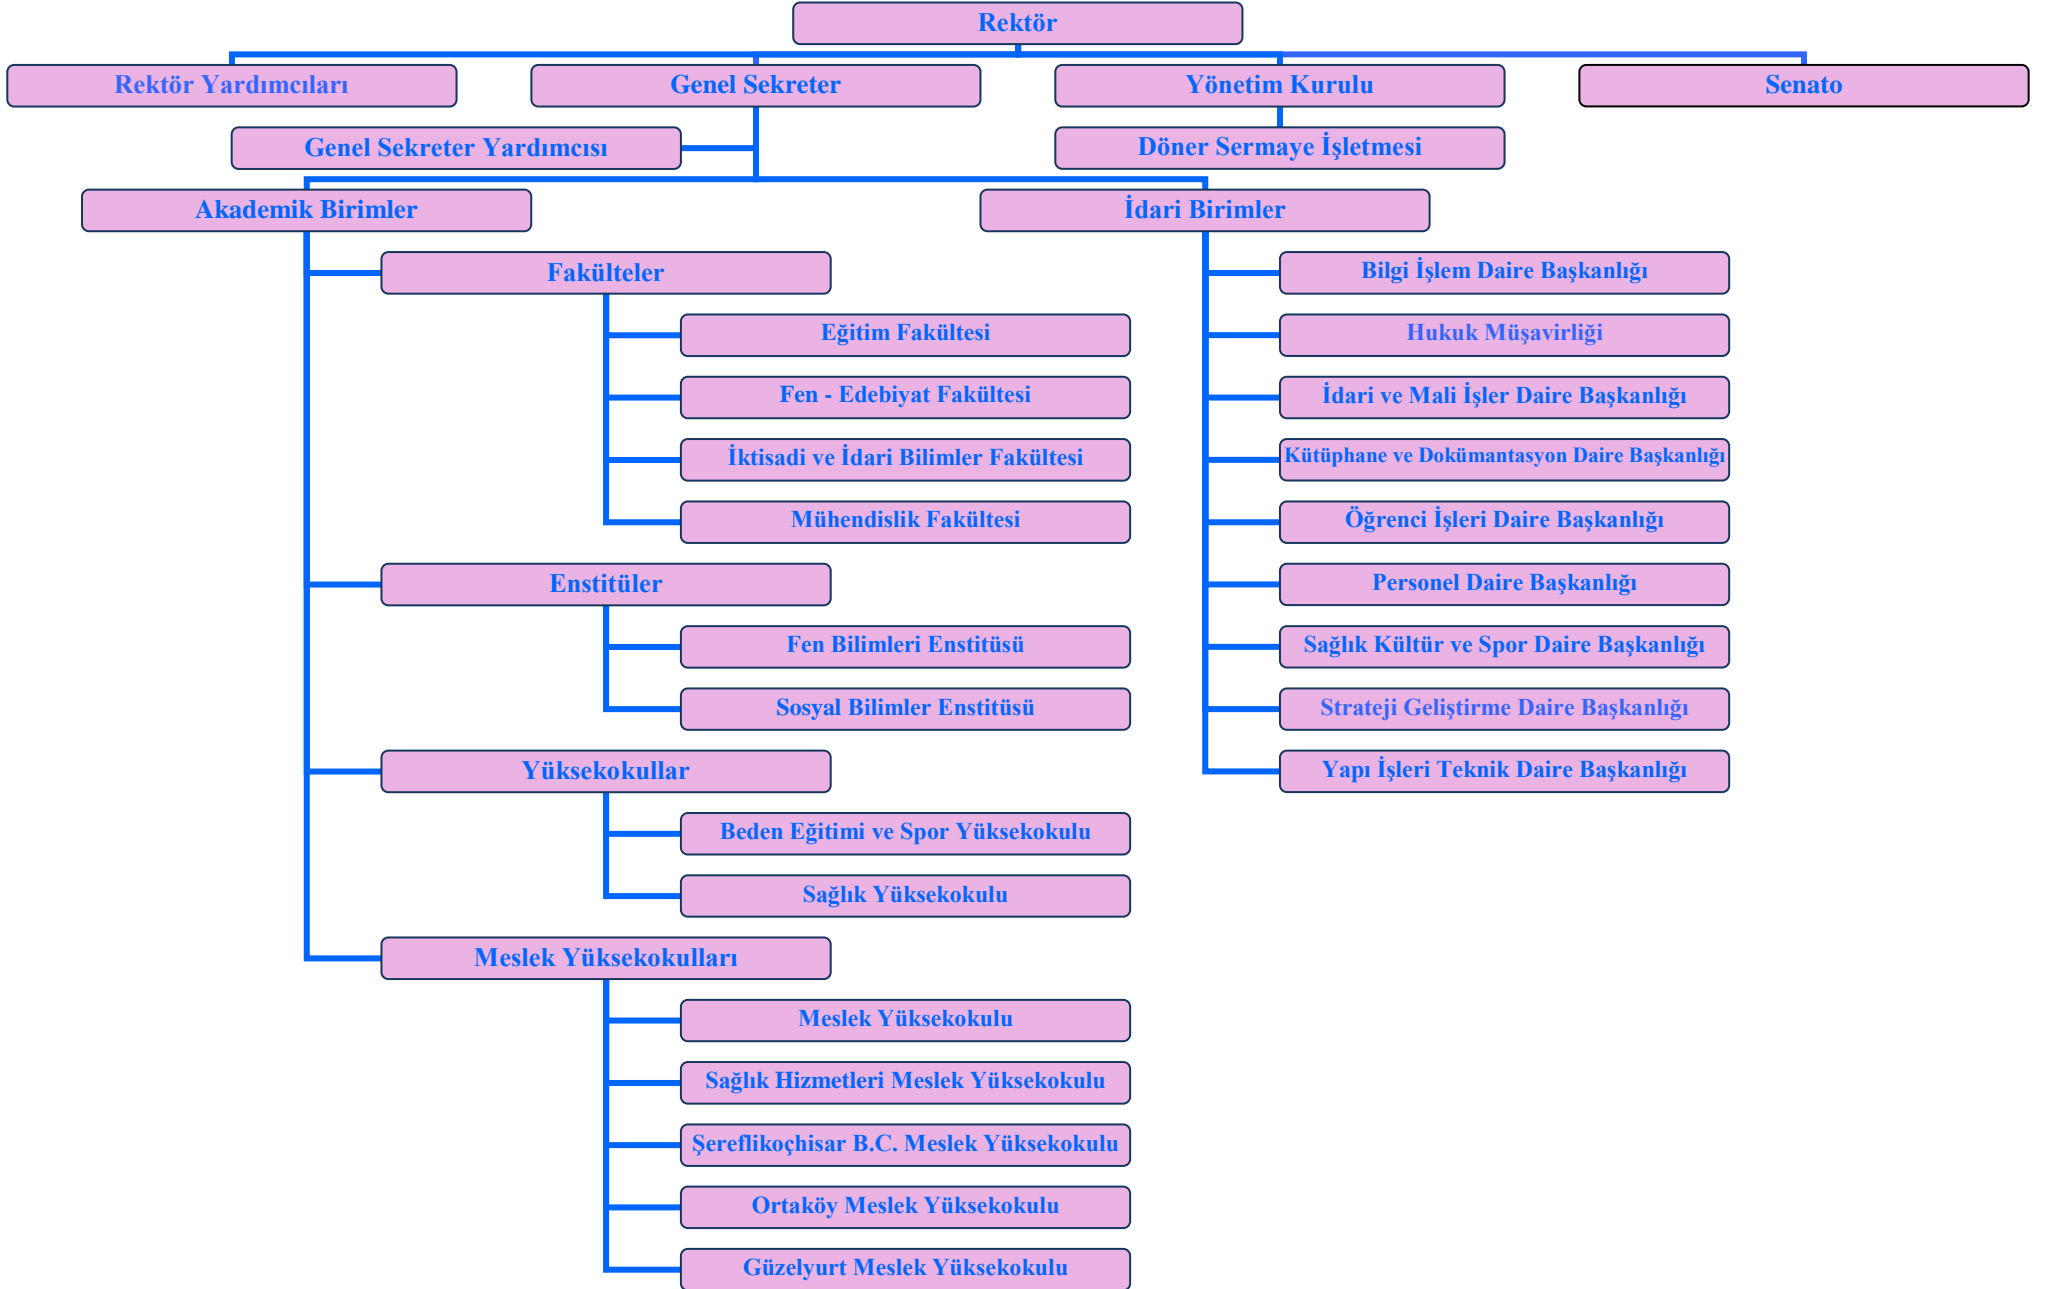 Rektör
Rektör Yardımcıları
Genel Sekreter
Yönetim Kurulu
Senato
Genel Sekreter Yardımcısı
Döner Sermaye İşletmesi
Akademik Birimler
İdari Birimler
Fakülteler
Eğitim Fakültesi
Fen - Edebiyat Fakültesi
İktisadi ve İdari Bilimler Fakültesi
Mühendislik Fakültesi
Enstitüler
Fen Bilimleri Enstitüsü
Sosyal Bilimler Enstitüsü
Yüksekokullar
Beden Eğitimi ve Spor Yüksekokulu
Sağlık Yüksekokulu
Meslek Yüksekokulları
Meslek Yüksekokulu
Sağlık Hizmetleri Meslek Yüksekokulu
Şereflikoçhisar B.C. Meslek Yüksekokulu
Ortaköy Meslek Yüksekokulu
Güzelyurt Meslek Yüksekokulu
Bilgi İşlem Daire Başkanlığı
Hukuk Müşavirliği
İdari ve Mali İşler Daire Başkanlığı
Kütüphane ve Dokümantasyon Daire Başkanlığı
Öğrenci İşleri Daire Başkanlığı
Personel Daire Başkanlığı
Sağlık Kültür ve Spor Daire Başkanlığı
Strateji Geliştirme Daire Başkanlığı
Yapı İşleri Teknik Daire Başkanlığı